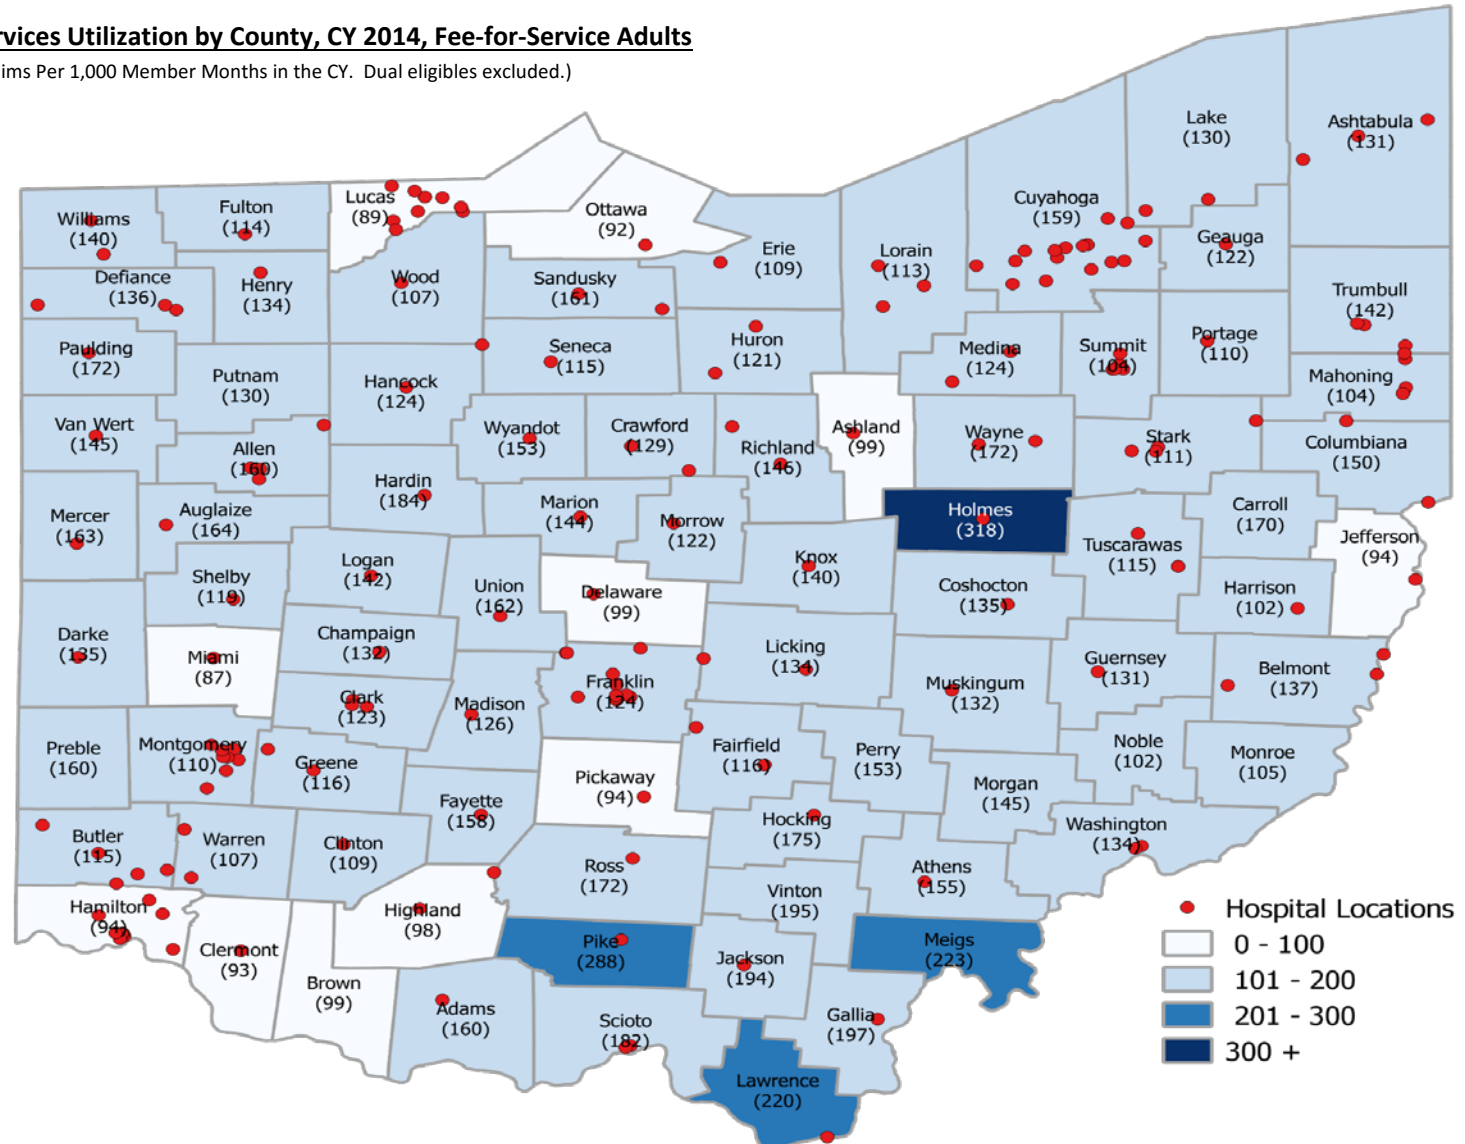 rvices Utilization by County, CY 2014, Fee-for-Service Adults
ims Per 1,000 Member Months in the CY.  Dual eligibles excluded.)
Lake
(130)
Ashtabula
(131)
Lucas
(89)
Ottawa
(92)
Cuyahoga
(159)
Williams
(140)
Fulton
(114)
Geauga
(122)
Erie
(109)
Lorain
(113)
Defiance
(136)
Henry
(134)
Wood
(107)
Sandusky
(161)
Trumbull
(142)
Paulding
(172)
Putnam
(130)
Hancock
(124)
Seneca
(115)
Huron
(121)
Medina
(124)
Summit
(104)
Portage
(110)
Mahoning
(104)
Van Wert
(145)
Allen
(160)
Wyandot
(153)
Crawford
(129)
Richland
(146)
Ashland
(99)
Wayne
(172)
Stark
(111)
Columbiana
(150)
Mercer
(163)
Auglaize
(164)
Hardin
(184)
Marion
(144)
Morrow
(122)
Holmes
(318)
Carroll
(170)
Jefferson
(94)
Shelby
(119)
Logan
(142)
Union
(162)
Delaware
(99)
Knox
(140)
Coshocton
(135)
Tuscarawas
(115)
Harrison
(102)
Darke
(135)
Miami
(87)
Champaign
(132)
Clark
(123)
Madison
(126)
Franklin
(124)
Licking
(134)
Muskingum
(132)
Guernsey
(131)
Belmont
(137)
Preble
(160)
Montgomery
(110)
Greene
(116)
Fayette
(158)
Pickaway
(94)
Fairfield
(116)
Perry
(153)
Morgan
(145)
Noble
(102)
Monroe
(105)
Butler
(115)
Warren
(107)
Clinton
(109)
Ross
(172)
Hocking
(175)
Vinton
(195)
Athens
(155)
Washington
(134)
Hamilton
(94)
Clermont
(93)
Brown
(99)
Highland
(98)
Pike
(288)
Jackson
(194)
Meigs
(223)
Adams
(160)
Scioto
(182)
Gallia
(197)
Lawrence
(220)
Hospital Locations
0 - 100
101 - 200
201 - 300
300 +